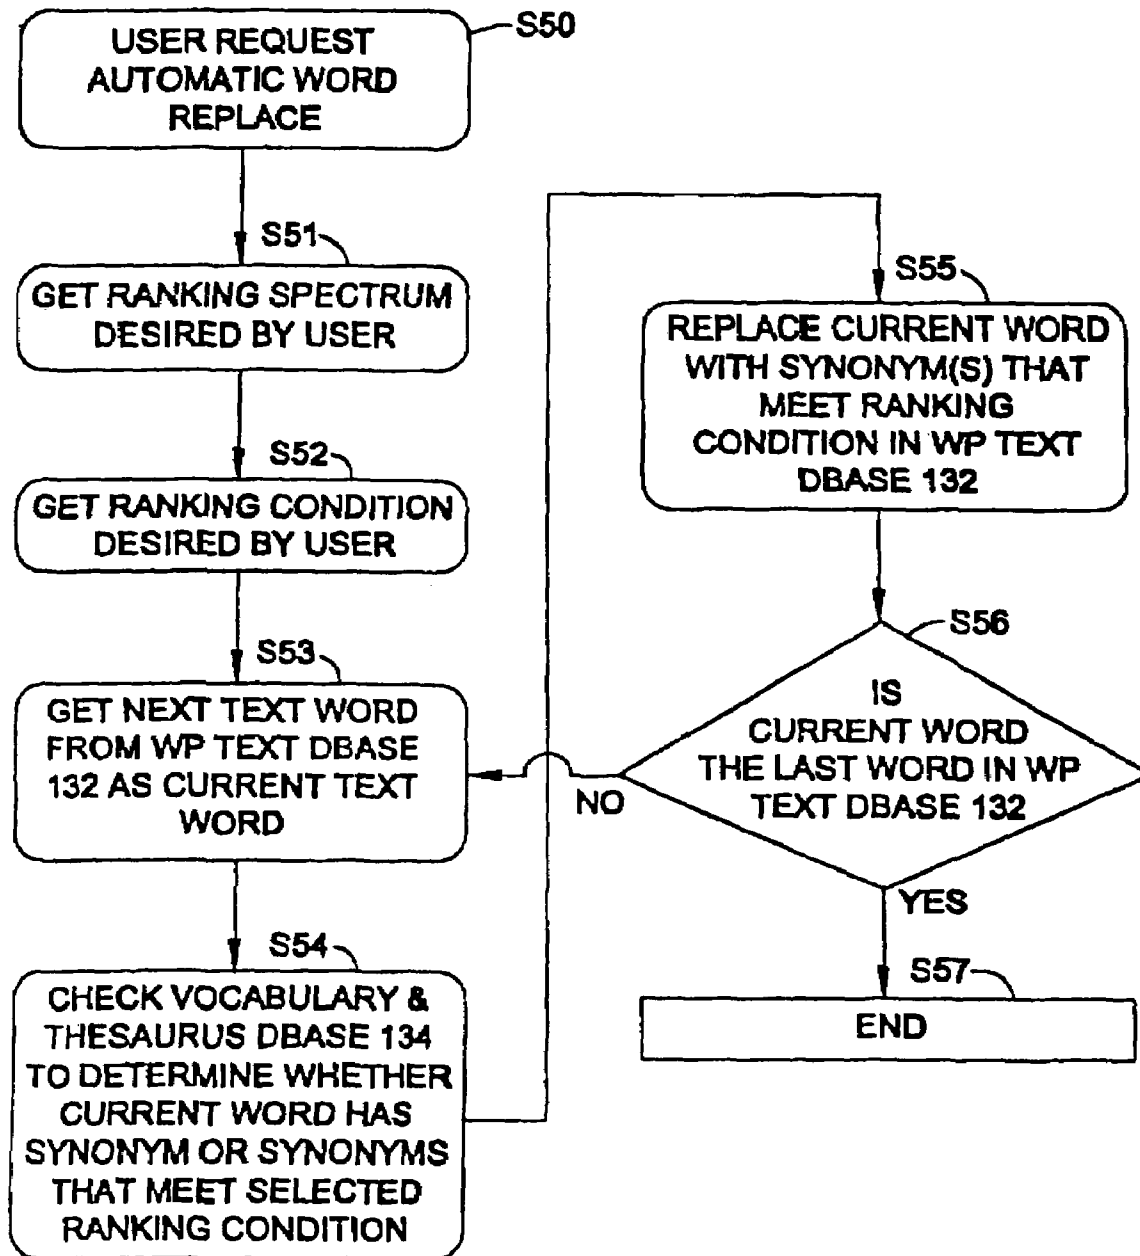 S50
USER REQUEST
AUTOMATIC WORD
REPLACE
S51
GET RANKING SPECTRUM
DESIRED BY USER
S52
GET RANKING CONDITION
DESIRED BY USER
S53
GET NEXT TEXT WORD
FROM WP TEXT DBASE
132 AS CURRENT TEXT
WORD
S54
CHECK VOCABULARY &
THESAURUS DBASE 134
TO DETERMINE WHETHER
CURRENT WORD HAS
SYNONYM OR SYNONYMS
THAT MEET SELECTED
RANKING CONDITION
S55
REPLACE CURRENT WORD
WITH SYNONYM(S) THAT
MEET RANKING
CONDITION IN WP TEXT
DBASE 132
S56
IS
CURRENT WORD
THE LAST WORD IN WP
TEXT DBASE 132
NO
YES
S57
END